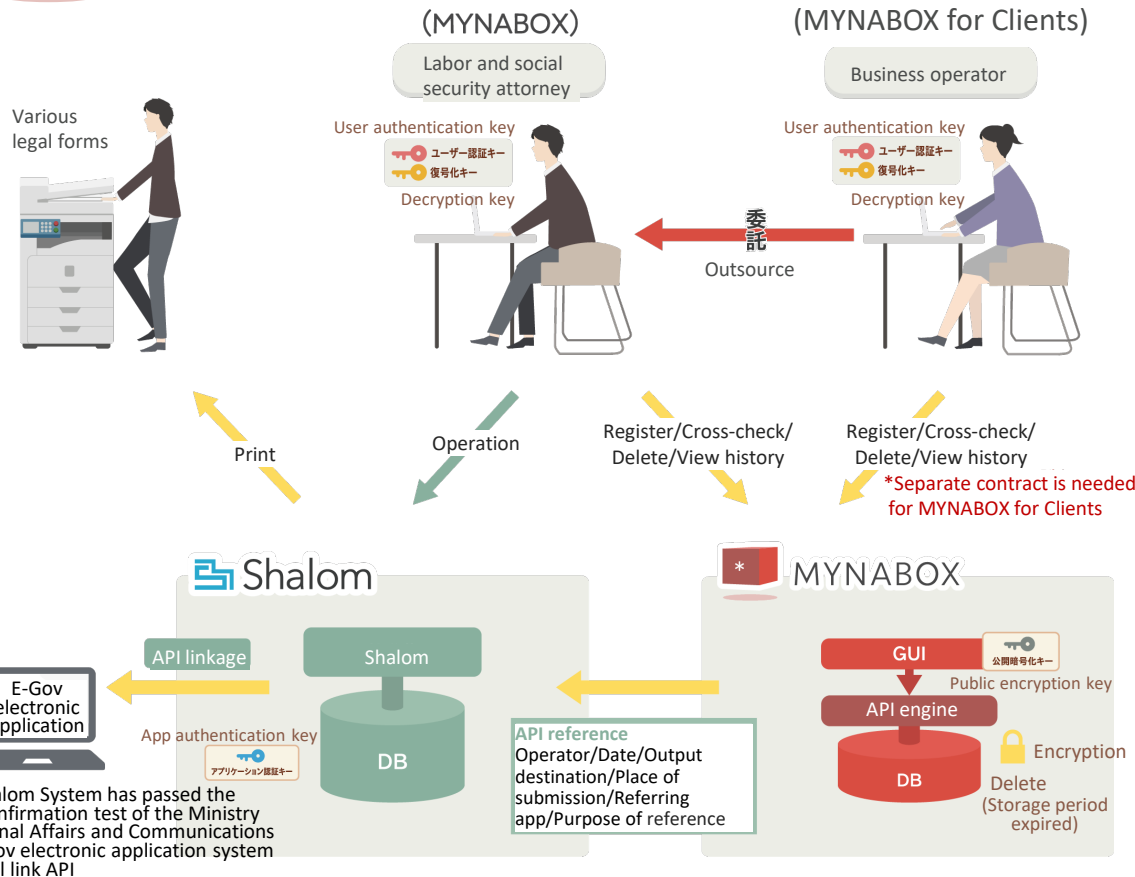 (MYNABOX)
(MYNABOX for Clients)
Labor and social
security attorney
Business operator
Various
legal forms
User authentication key
ユーザー認証キー
復号化キー
Decryption key
User authentication key
ユーザー認証キー
復号化キー
Decryption key
委託
Outsource
Print
Operation
Register/Cross-check/
Delete/View history
Register/Cross-check/
Delete/View history
*Separate contract is needed
for MYNABOX for Clients
Shalom
* MYNABOX
API linkage
Shalom
DB
E-Gov
electronic
pplication
App authentication key
アプリケーション認証キー
API reference
Operator/Date/Output
destination/Place of
submission/Referring
app/Purpose of reference
GUI
公開暗号化キー
Public encryption key
API engine
DB
Encryption
Delete
(Storage period
expired)
alom System has passed the
nfirmation test of the Ministry
nal Affairs and Communications
ov electronic application system
l link API